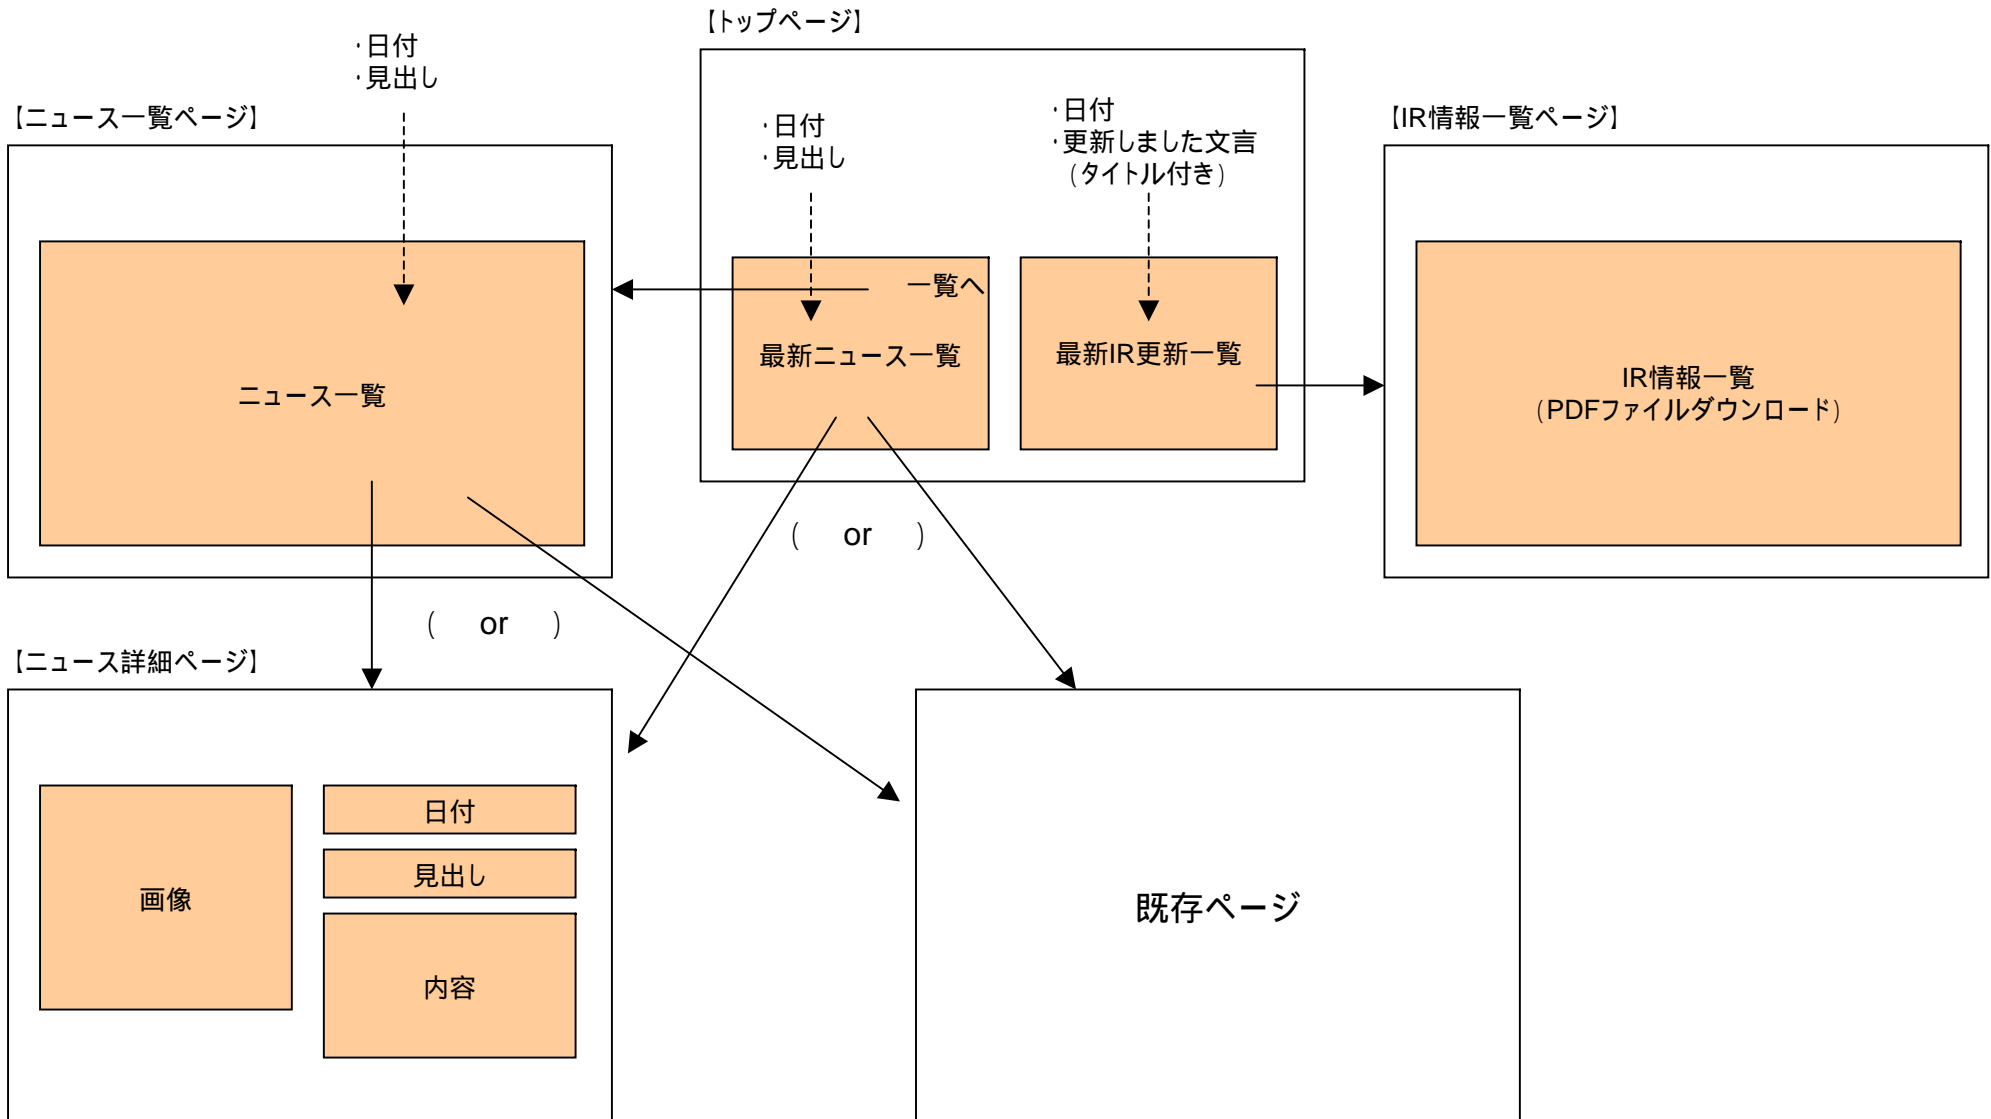 【トップページ】
・日付
・見出し
・日付
・見出し
・日付
・更新しました文言
（タイトル付き）
【ニュース一覧ページ】
【IR情報一覧ページ】
一覧へ
最新ニュース一覧
最新IR更新一覧
ニュース一覧
IR情報一覧
（PDFファイルダウンロード）
（　or　）
（　or　）
【ニュース詳細ページ】
画像
日付
見出し
内容
既存ページ